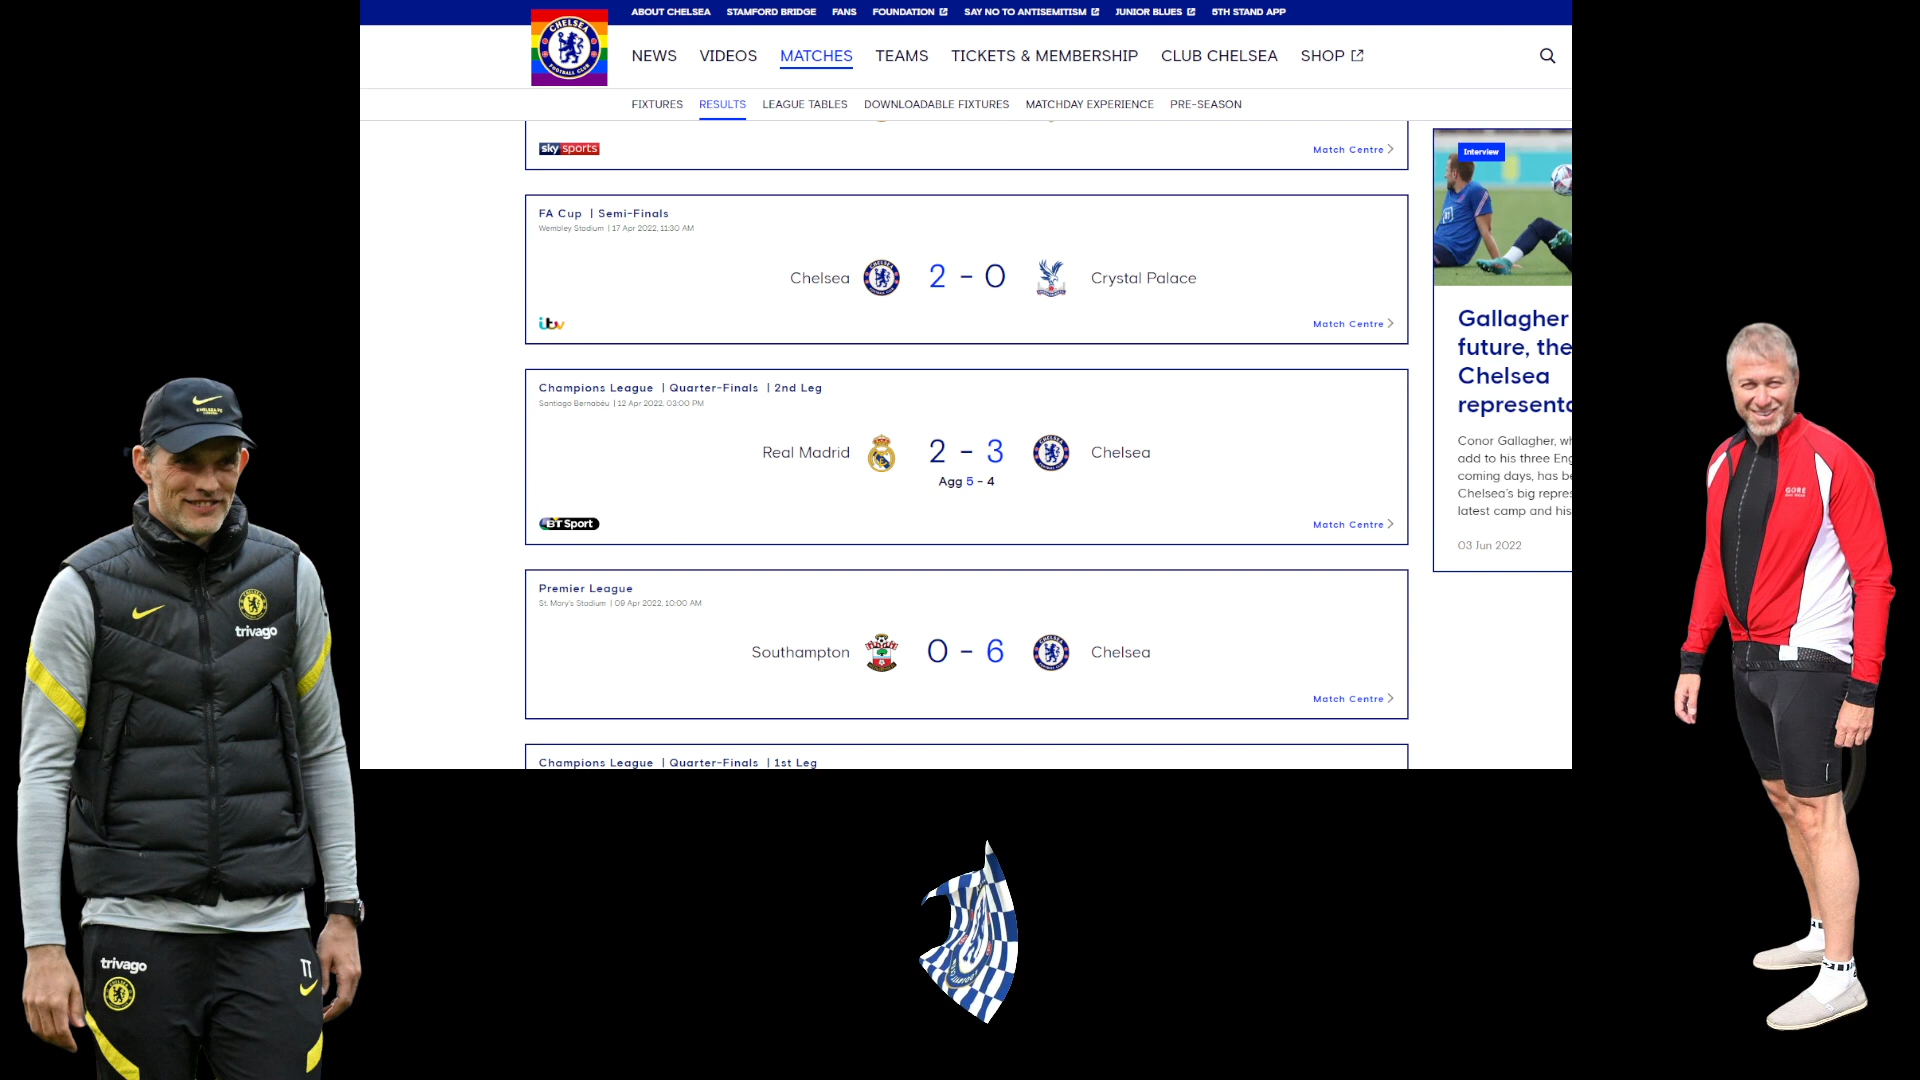 ABOUT CHELSEA STAMFORD BRIDGE FANS FOUNDATION SAY NO TO ANTISEMITISM JUNIOR BLUES 5TH STAND APP
CHELSEA
FOOTBALL CLUB
NEWS VIDEOS MATCHES TEAMS TICKETS & MEMBERSHIP CLUB CHELSEA SHOP
FIXTURES RESULTS LEAGUE TABLES DOWNLOADABLE FIXTURES MATCHDAY EXPERIENCE PRE-SEASON
sky sports
Match Centre
FA Cup | Semi-Finals
Wembley Stadium | 17 Apr 2022, 11:30 AM
Chelsea 2 - 0 Crystal Palace
itv
Match Centre
Champions League | Quarter-Finals | 2nd Leg
Santiago Bernabéu | 12 Apr 2022, 03:00 PM
Real Madrid 2 - 3 Chelsea
Agg 5 - 4
BT Sport
Match Centre
Premier League
St. Mary's Stadium | 09 Apr 2022, 10:00 AM
Southampton 0 - 6 Chelsea
Match Centre
Champions League | Quarter-Finals | 1st Leg
Interview
Gallagher
future, the
Chelsea
represent
Conor Gallagher, wh
add to his three Eng
coming days, has be
Chelsea's big repres
latest camp and his
03 Jun 2022
trivago
trivago
TT
GORE